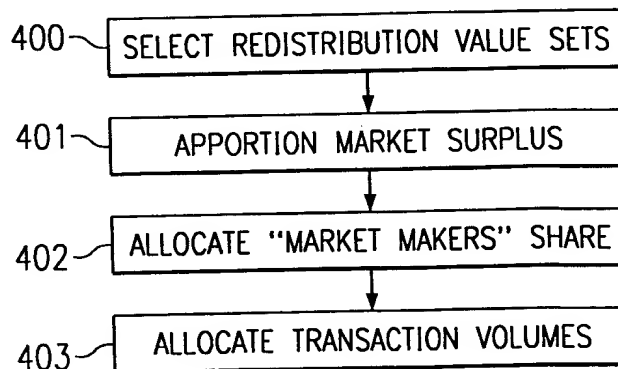 400 SELECT REDISTRIBUTION VALUE SETS
401 APPORTION MARKET SURPLUS
402 ALLOCATE "MARKET MAKERS" SHARE
403 ALLOCATE TRANSACTION VOLUMES